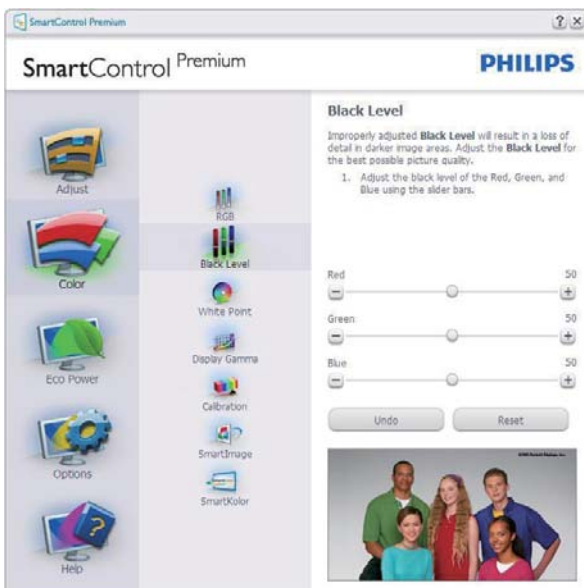 SmartControl Premium
SmartControl Premium
PHILIPS
Adjust
Color
Eco Power
Options
Help
RGB
Black Level
White Point
Display Gamma
Calibration
SmartImage
SmartKolor
Black Level
Improperly adjusted Black Level will result in a loss of
detail in darker image areas. Adjust the Black Level for
the best possible picture quality.
1. Adjust the black level of the Red, Green, and
Blue using the slider bars.
Red 50
Green 50
Blue 50
Undo Reset